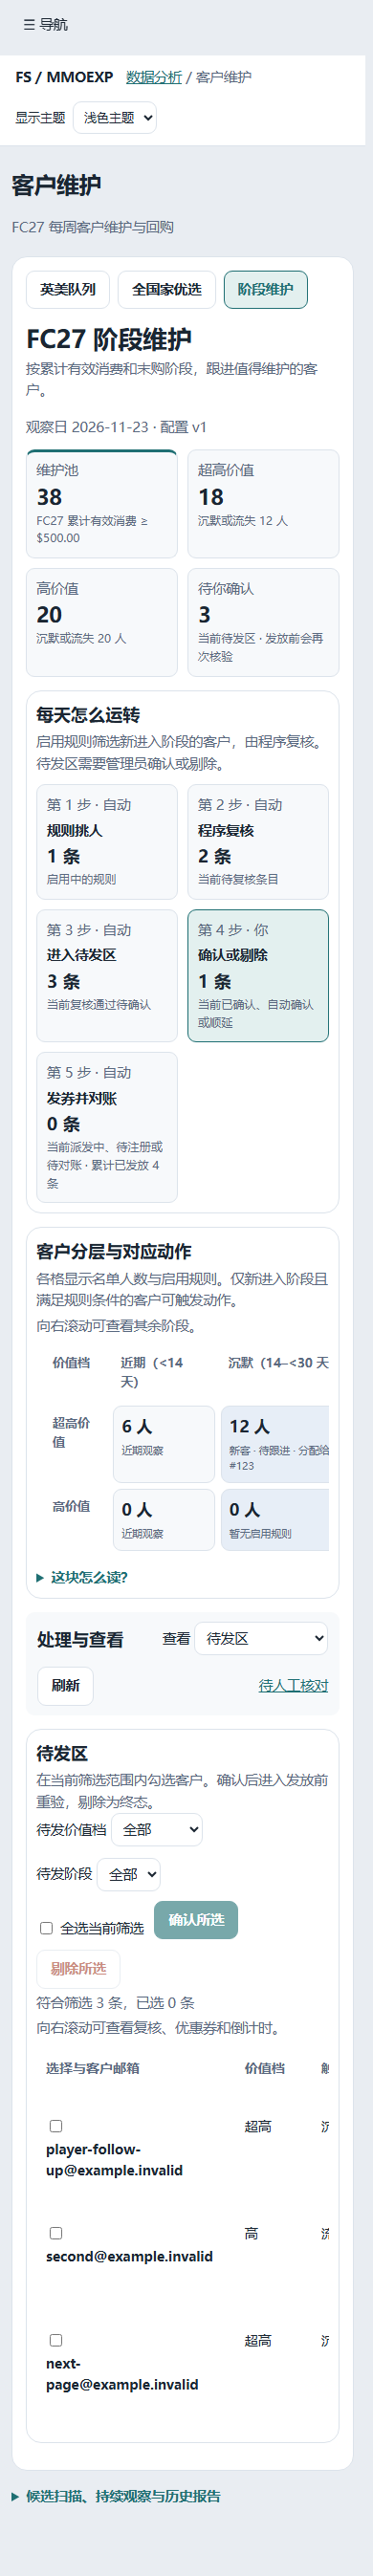 ☰ 导航
FS / MMOEXP 数据分析 / 客户维护
显示主题 浅色主题
客户维护
FC27 每周客户维护与回购
英美队列 全国家优选 阶段维护
FC27 阶段维护
按累计有效消费和未购阶段，跟进值得维护的客
户。
观察日 2026-11-23 · 配置 v1
维护池
38
FC27 累计有效消费 ≥
$500.00
超高价值
18
沉默或流失 12 人
高价值
20
沉默或流失 20 人
待你确认
3
当前待发区 · 发放前会再
次核验
每天怎么运转
启用规则筛选新进入阶段的客户，由程序复核。
待发区需要管理员确认或剔除。
第 1 步 · 自动
规则挑人
1 条
启用中的规则
第 2 步 · 自动
程序复核
2 条
当前待复核条目
第 3 步 · 自动
进入待发区
3 条
当前复核通过待确认
第 4 步 · 你
确认或剔除
1 条
当前已确认、自动确认
或顺延
第 5 步 · 自动
发券并对账
0 条
当前派发中、待注册或
待对账 · 累计已发放 4
条
客户分层与对应动作
各格显示名单人数与启用规则。仅新进入阶段且
满足规则条件的客户可触发动作。
向右滚动可查看其余阶段。
价值档 近期（<14
天） 沉默（14–<30 天
超高价
值
6 人
近期观察
12 人
新客 · 待跟进 · 分配给
#123
高价值
0 人
近期观察
0 人
暂无启用规则
▶ 这块怎么读？
处理与查看 查看 待发区
刷新 待人工核对
待发区
在当前筛选范围内勾选客户。确认后进入发放前
重验，剔除为终态。
待发价值档 全部
待发阶段 全部
全选当前筛选 确认所选
剔除所选
符合筛选 3 条，已选 0 条
向右滚动可查看复核、优惠券和倒计时。
选择与客户邮箱 价值档
超高
player-follow-
up@example.invalid
高
second@example.invalid
超高
next-
page@example.invalid
▶ 候选扫描、持续观察与历史报告